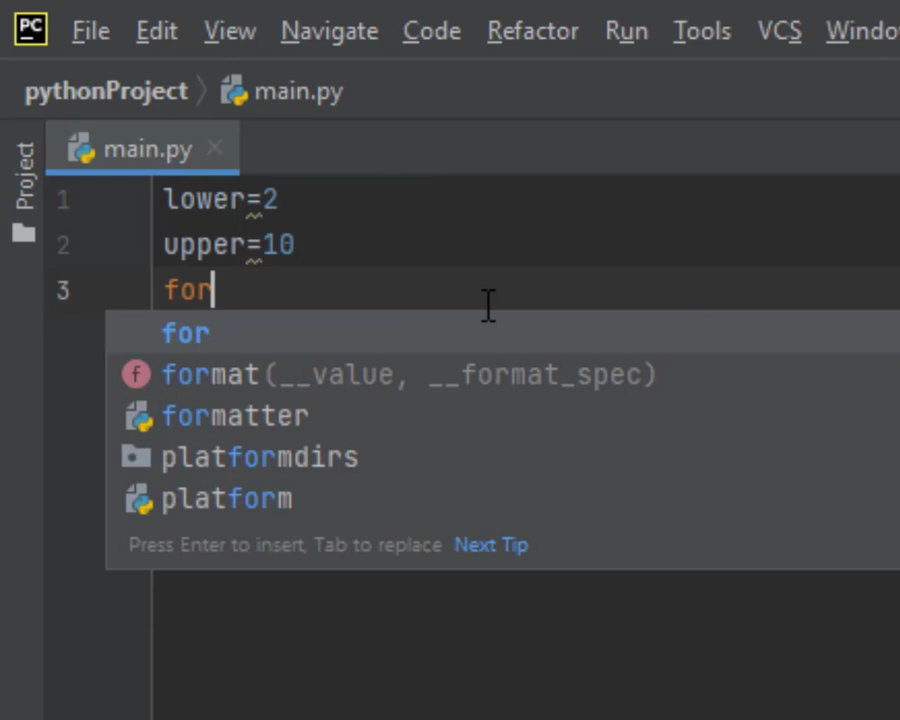 PC File Edit View Navigate Code Refactor Run Tools VCS Windo
pythonProject main.py
Project
main.py
1 lower=2
2 upper=10
3 for
for
f format(__value, __format_spec)
formatter
platformdirs
platform
Press Enter to insert, Tab to replace Next Tip